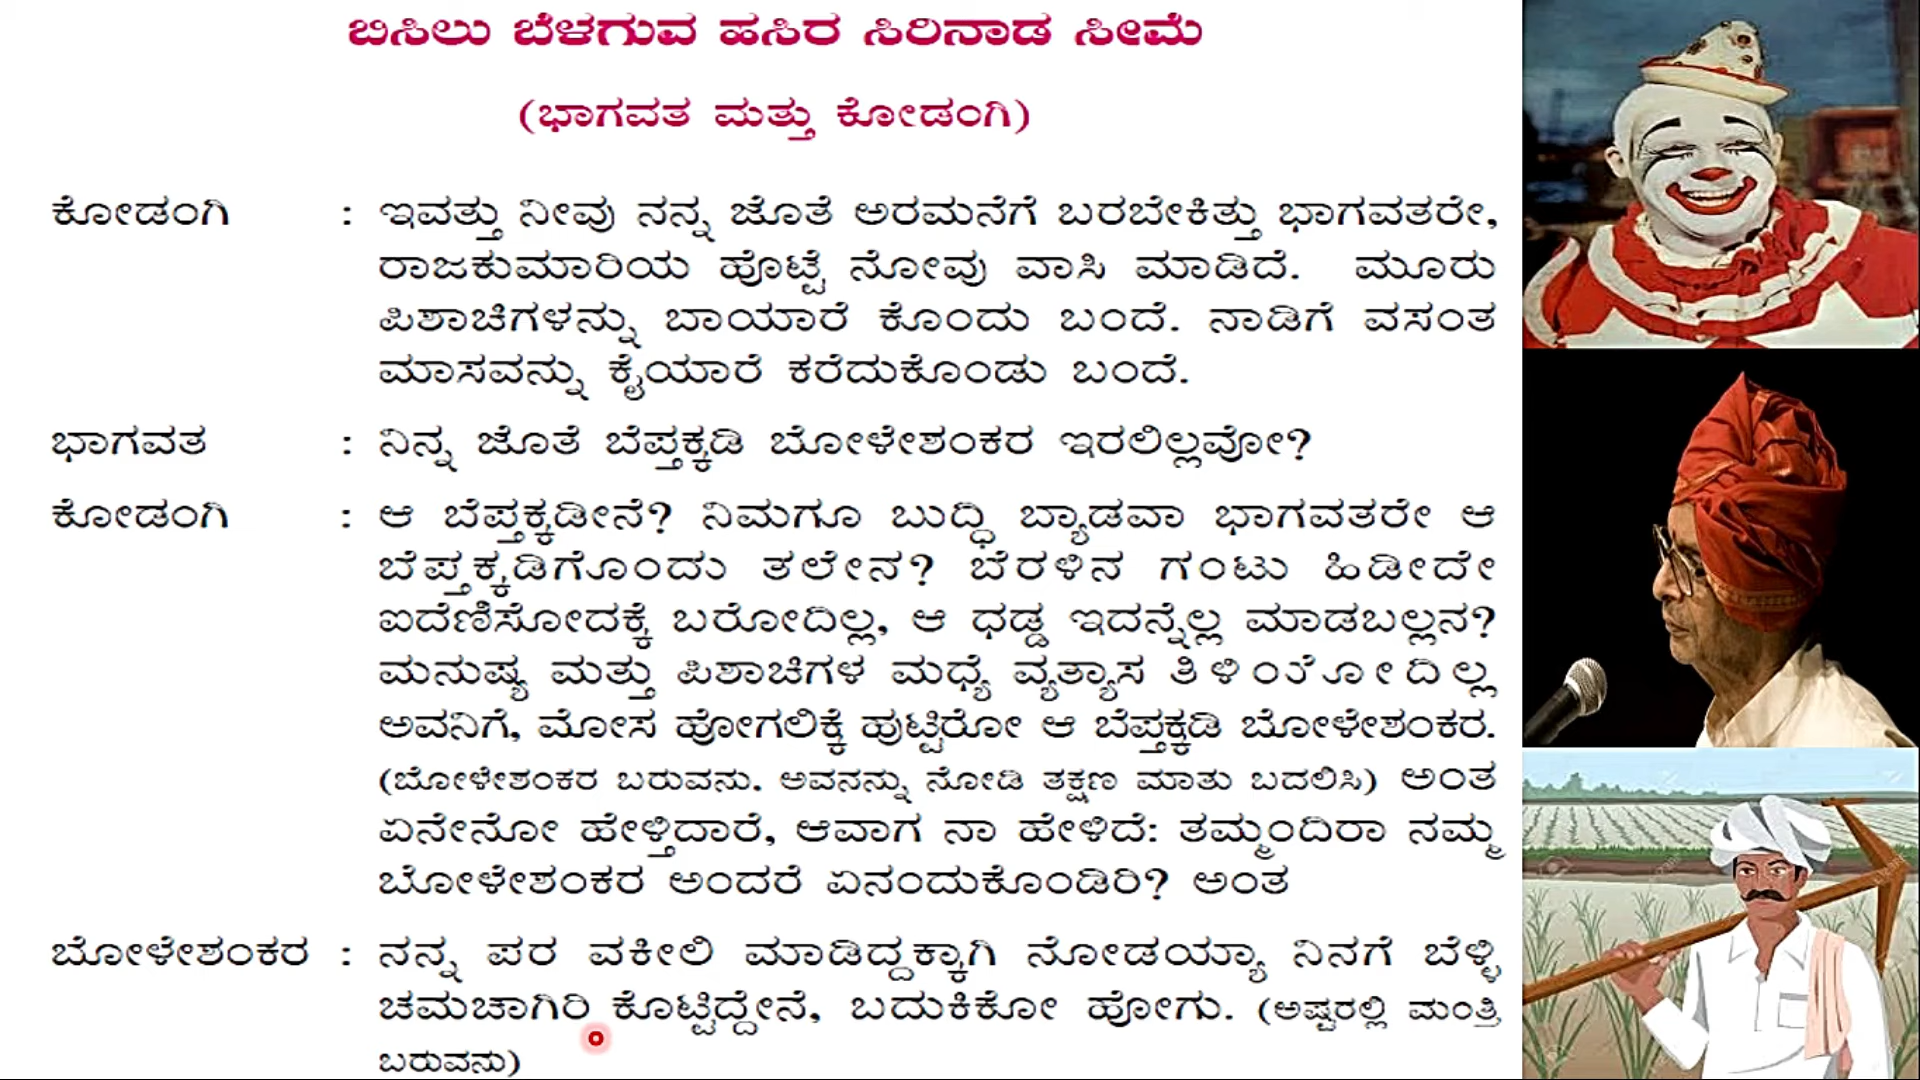 ಬಿಸಿಲು ಬೆಳಗುವ ಹಸಿರ ಸಿರಿನಾಡ ಸೀಮೆ
(ಭಾಗವತ ಮತ್ತು ಕೋಡಂಗಿ)
ಕೋಡಂಗಿ : ಇವತ್ತು ನೀವು ನನ್ನ ಜೊತೆ ಅರಮನೆಗೆ ಬರಬೇಕಿತ್ತು ಭಾಗವತರೇ,
ರಾಜಕುಮಾರಿಯ ಹೊಟ್ಟೆ ನೋವು ವಾಸಿ ಮಾಡಿದೆ. ಮೂರು
ಪಿಶಾಚಿಗಳನ್ನು ಬಾಯಾರೆ ಕೊಂದು ಬಂದೆ. ನಾಡಿಗೆ ವಸಂತ
ಮಾಸವನ್ನು ಕೈಯಾರೆ ಕರೆದುಕೊಂಡು ಬಂದೆ.
ಭಾಗವತ : ನಿನ್ನ ಜೊತೆ ಬೆಪ್ತಕ್ಕಡಿ ಬೋಳೇಶಂಕರ ಇರಲಿಲ್ಲವೋ?
ಕೋಡಂಗಿ : ಆ ಬೆಪ್ತಕ್ಕಡೀನೆ? ನಿಮಗೂ ಬುದ್ಧಿ ಬ್ಯಾಡವಾ ಭಾಗವತರೇ ಆ
ಬೆಪ್ತಕ್ಕಡಿಗೊಂದು ತಲೇನ? ಬೆರಳಿನ ಗಂಟು ಹಿಡೀದೇ
ಐದೆಣಿಸೋದಕ್ಕೆ ಬರೋದಿಲ್ಲ, ಆ ಧಡ್ಡ ಇದನ್ನೆಲ್ಲ ಮಾಡಬಲ್ಲನ?
ಮನುಷ್ಯ ಮತ್ತು ಪಿಶಾಚಿಗಳ ಮಧ್ಯೆ ವ್ಯತ್ಯಾಸ ತಿಳಿಯೋದಿಲ್ಲ
ಅವನಿಗೆ, ಮೋಸ ಹೋಗಲಿಕ್ಕೆ ಹುಟ್ಟಿರೋ ಆ ಬೆಪ್ತಕ್ಕಡಿ ಬೋಳೇಶಂಕರ.
(ಬೋಳೇಶಂಕರ ಬರುವನು. ಅವನನ್ನು ನೋಡಿ ತಕ್ಷಣ ಮಾತು ಬದಲಿಸಿ) ಅಂತ
ಏನೇನೋ ಹೇಳ್ತಿದಾರೆ, ಆವಾಗ ನಾ ಹೇಳಿದೆ: ತಮ್ಮಂದಿರಾ ನಮ್ಮ
ಬೋಳೇಶಂಕರ ಅಂದರೆ ಏನಂದುಕೊಂಡಿರಿ? ಅಂತ
ಬೋಳೇಶಂಕರ : ನನ್ನ ಪರ ವಕೀಲಿ ಮಾಡಿದ್ದಕ್ಕಾಗಿ ನೋಡಯ್ಯಾ ನಿನಗೆ ಬೆಳ್ಳಿ
ಚಮಚಾಗಿರಿ ಕೊಟ್ಟಿದ್ದೇನೆ, ಬದುಕಿಕೋ ಹೋಗು. (ಅಷ್ಟರಲ್ಲಿ ಮಂತ್ರಿ
ಬರುವನು)